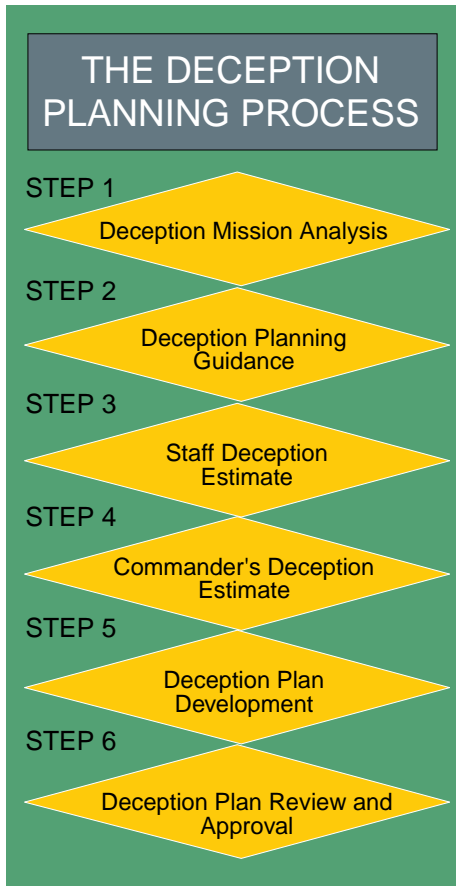 THE DECEPTION
PLANNING PROCESS
STEP 1
Deception Mission Analysis
STEP 2
Deception Planning
Guidance
STEP 3
Staff Deception
Estimate
STEP 4
Commander's Deception
Estimate
STEP 5
Deception Plan
Development
STEP 6
Deception Plan Review and
Approval